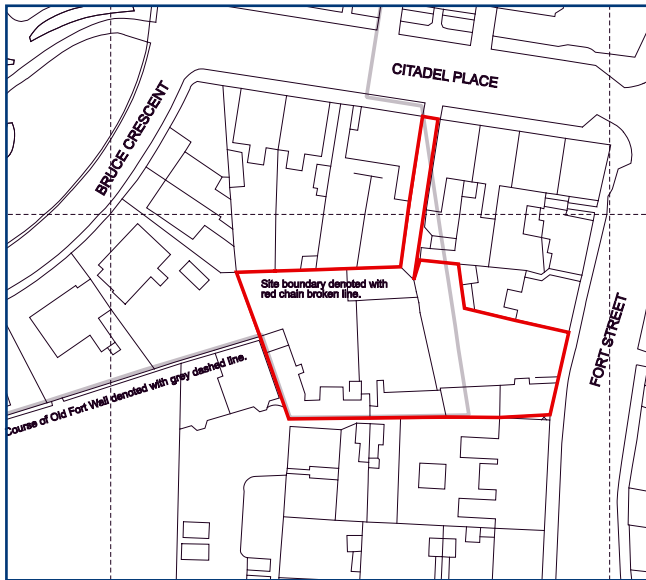 CITADEL PLACE
BRUCE CRESCENT
Site boundary denoted with
red chain broken line.
FORT STREET
Course of Old Fort Wall denoted with grey dashed line.